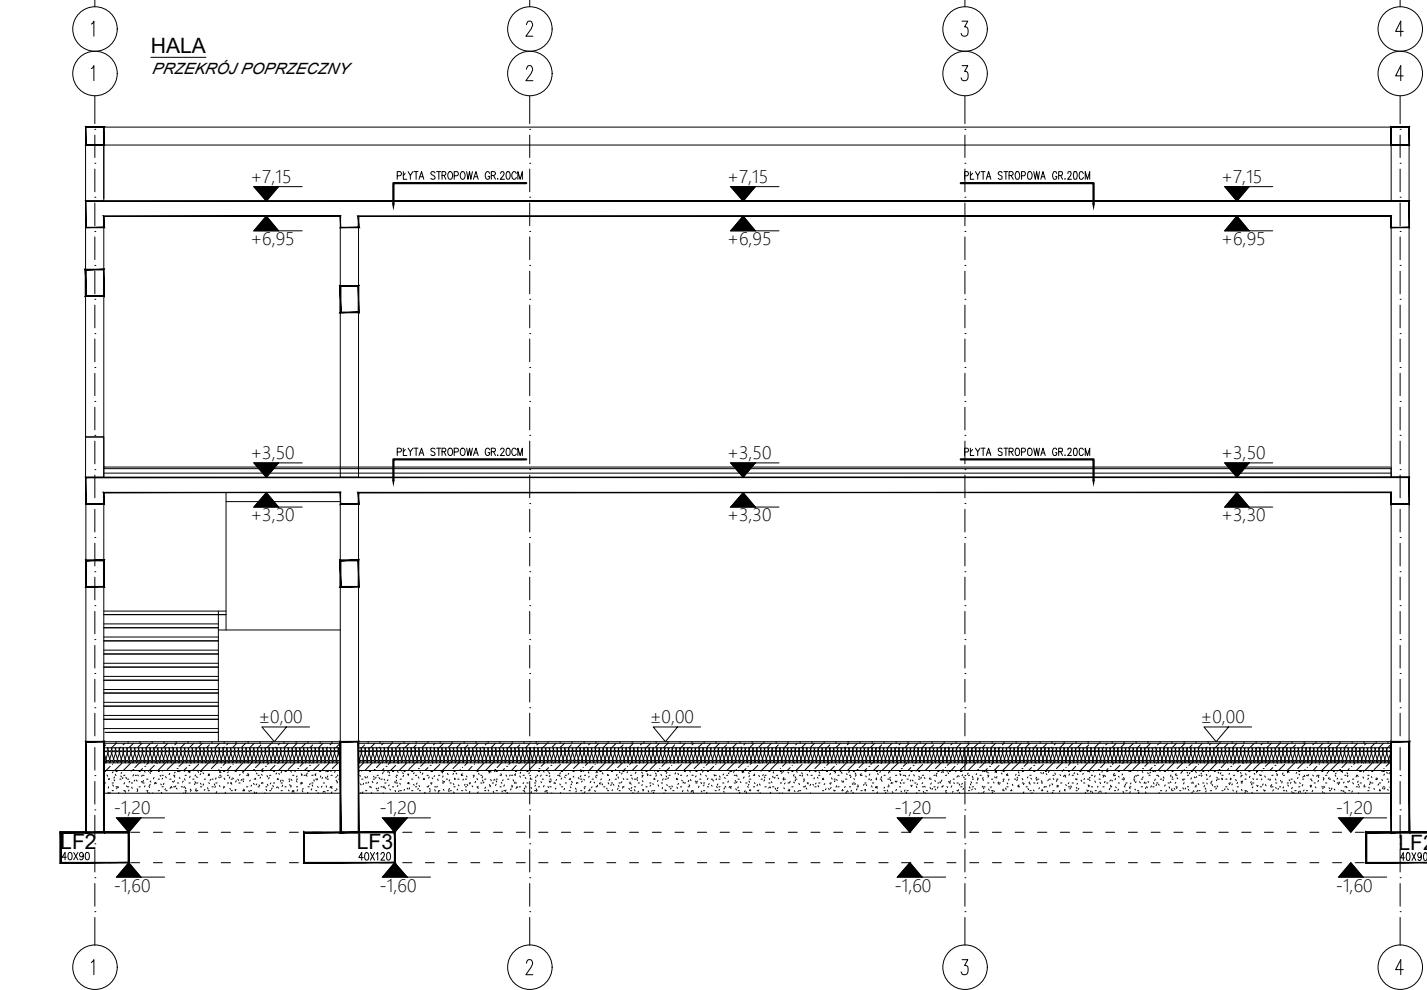 1
2
3
4
HALA
1
2
3
4
PRZEKRÓJ POPRZECZNY
+7,15
PŁYTA STROPOWA GR.20CM
+7,15
PŁYTA STROPOWA GR.20CM
+7,15
+6,95
+6,95
+6,95
+3,50
PŁYTA STROPOWA GR.20CM
+3,50
PŁYTA STROPOWA GR.20CM
+3,50
+3,30
+3,30
+3,30
±0,00
±0,00
±0,00
-1,20
-1,20
-1,20
-1,20
LF2
40X90
LF3
40X120
LF2
40X90
-1,60
-1,60
-1,60
-1,60
1
2
3
4